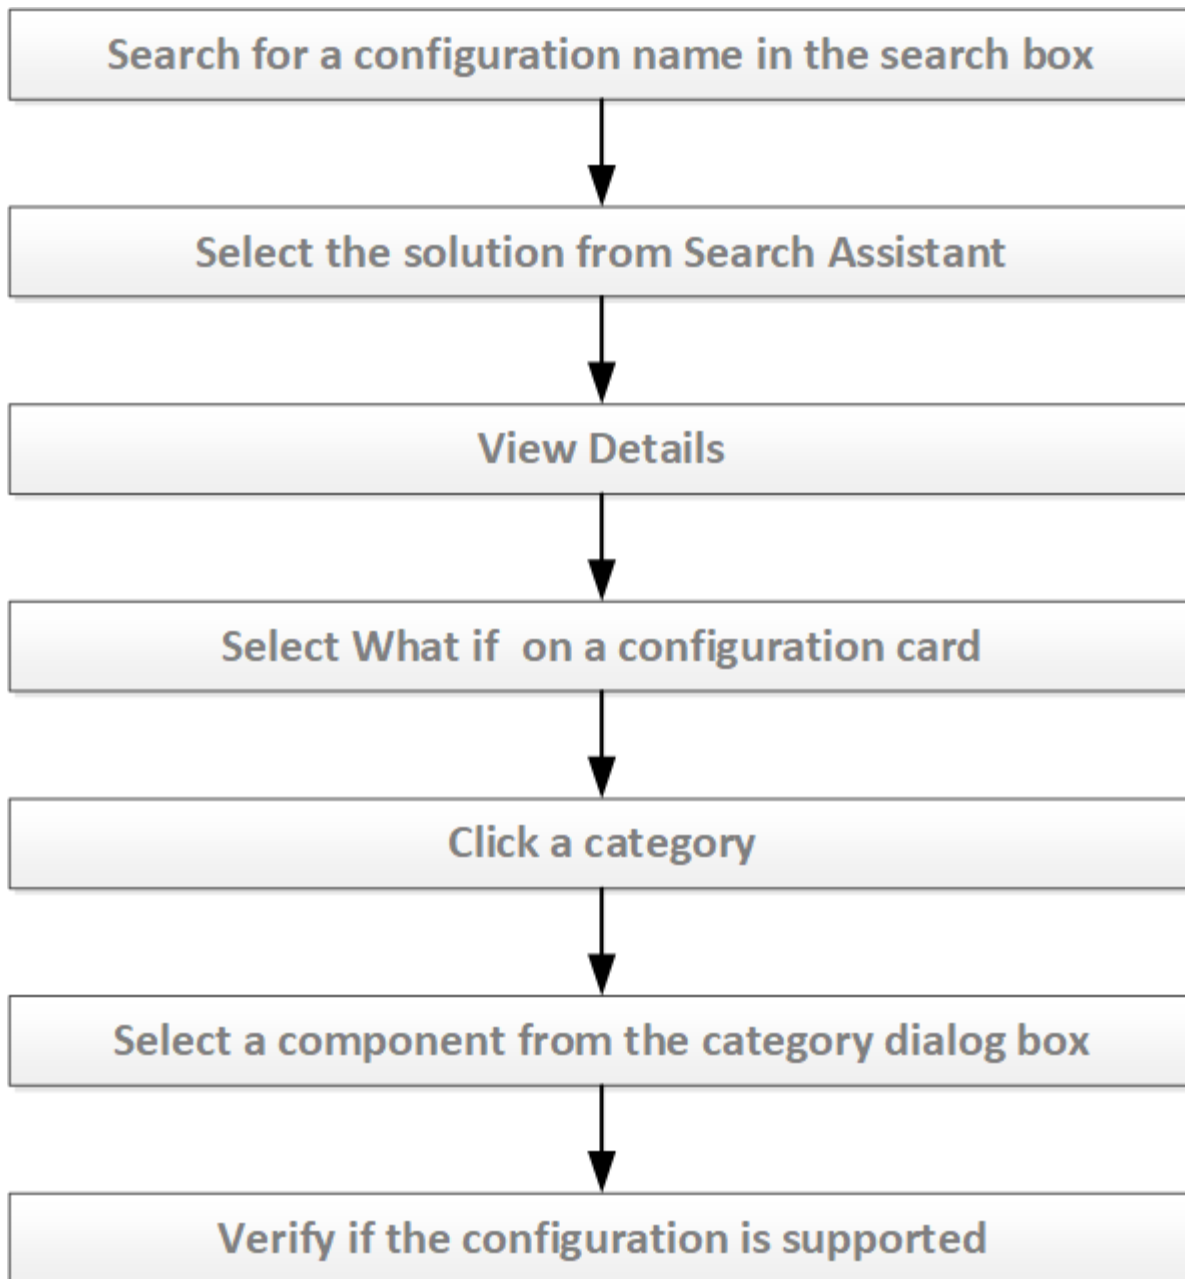 Search for a configuration name in the search box
Select the solution from Search Assistant
View Details
Select What if  on a configuration card
Click a category
Select a component from the category dialog box
Verify if the configuration is supported